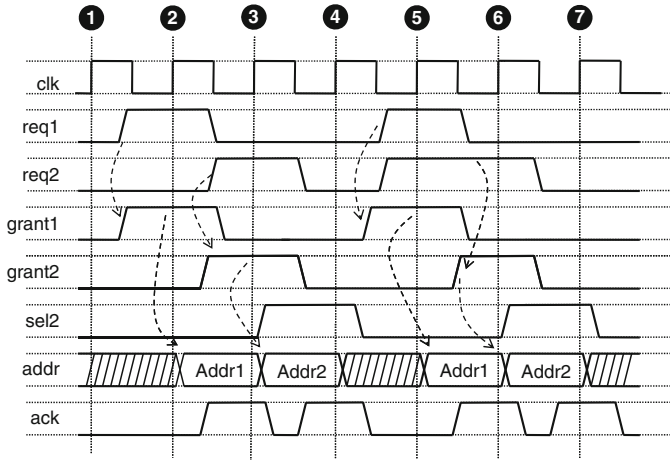 1 2 3 4 5 6 7
clk
req1
req2
grant1
grant2
sel2
addr Addr1 Addr2 Addr1 Addr2
ack